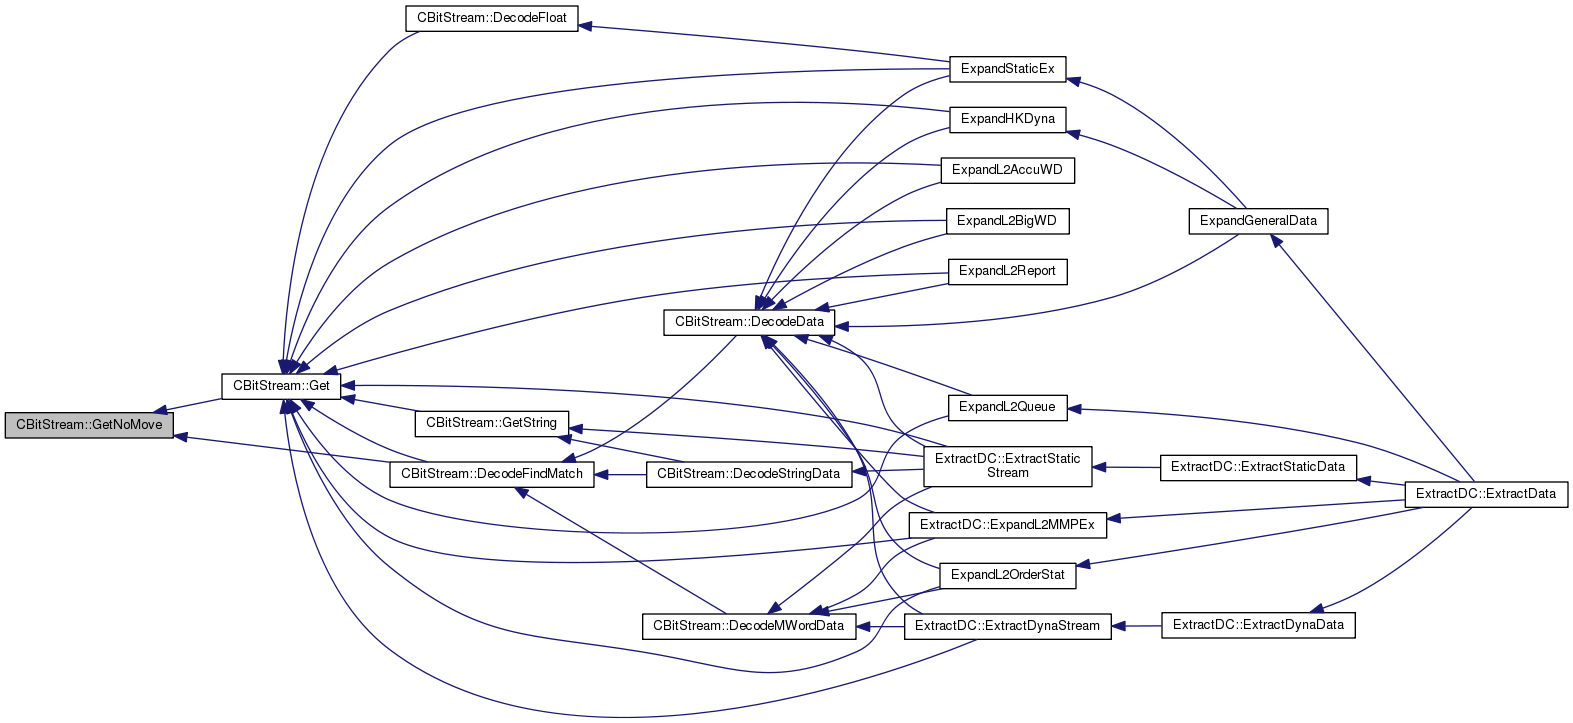 CBitStream::DecodeFloat
ExpandStaticEx
ExpandHKDyna
ExpandL2AccuWD
ExpandL2BigWD
ExpandGeneralData
ExpandL2Report
CBitStream::DecodeData
CBitStream::Get
ExpandL2Queue
CBitStream::GetNoMove
CBitStream::GetString
ExtractDC::ExtractStatic
Stream
CBitStream::DecodeFindMatch
CBitStream::DecodeStringData
ExtractDC::ExtractStaticData
ExtractDC::ExtractData
ExtractDC::ExpandL2MMPEx
ExpandL2OrderStat
CBitStream::DecodeMWordData
ExtractDC::ExtractDynaStream
ExtractDC::ExtractDynaData